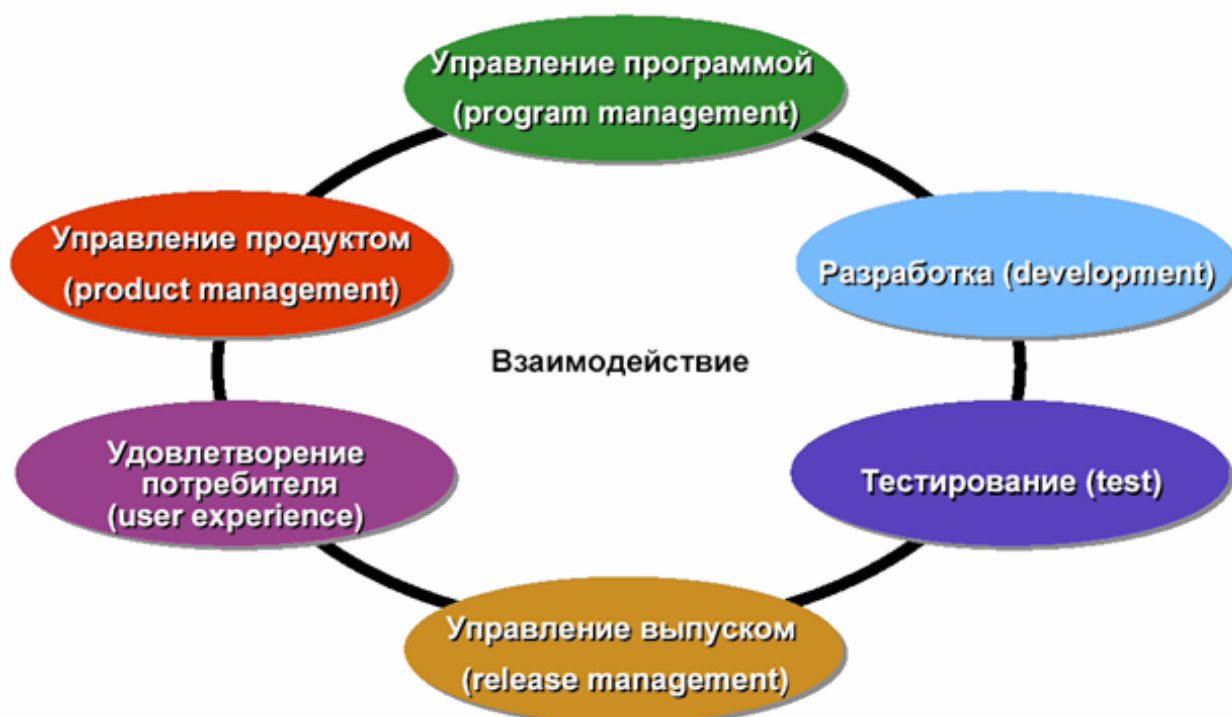 Управление программой
(program management)
Управление продуктом
(product management)
Разработка (development)
Взаимодействие
Удовлетворение
потребителя
(user experience)
Тестирование (test)
Управление выпуском
(release management)